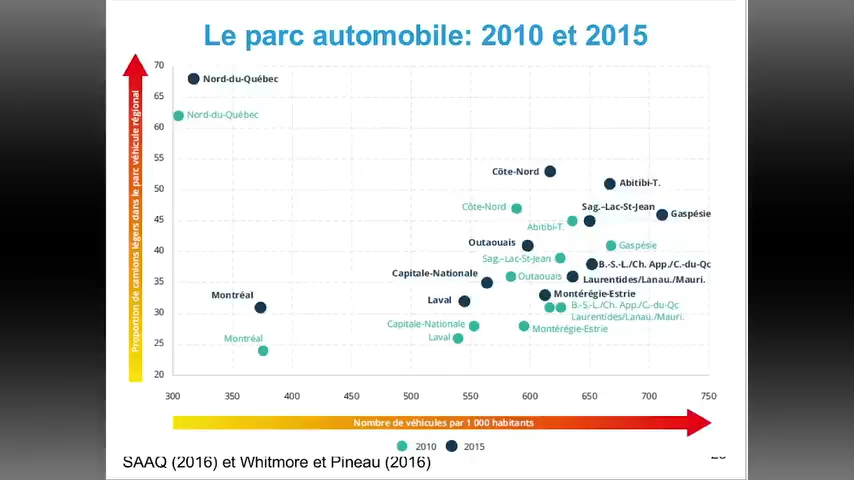 Le parc automobile: 2010 et 2015
Proportion de camions légers dans le parc véhicule régional
70
65
60
55
50
45
40
35
30
25
20
Nord-du-Québec
Nord-du-Québec
Côte-Nord
Abitibi-T.
Côte-Nord
Sag.–Lac-St-Jean
Gaspésie
Abitibi-T.
Outaouais
Gaspésie
Sag.–Lac-St-Jean
B.-S.-L./Ch. App./C.-du-Qc
Capitale-Nationale
Outaouais
Laurentides/Lanau./Mauri.
Montréal
Laval
Montérégie-Estrie
B.-S.-L./Ch. App./C.-du-Qc
Laurentides/Lanau./Mauri.
Capitale-Nationale
Montérégie-Estrie
Montréal
Laval
300 350 400 450 500 550 600 650 700 750
Nombre de véhicules par 1 000 habitants
2010 2015
SAAQ (2016) et Whitmore et Pineau (2016)